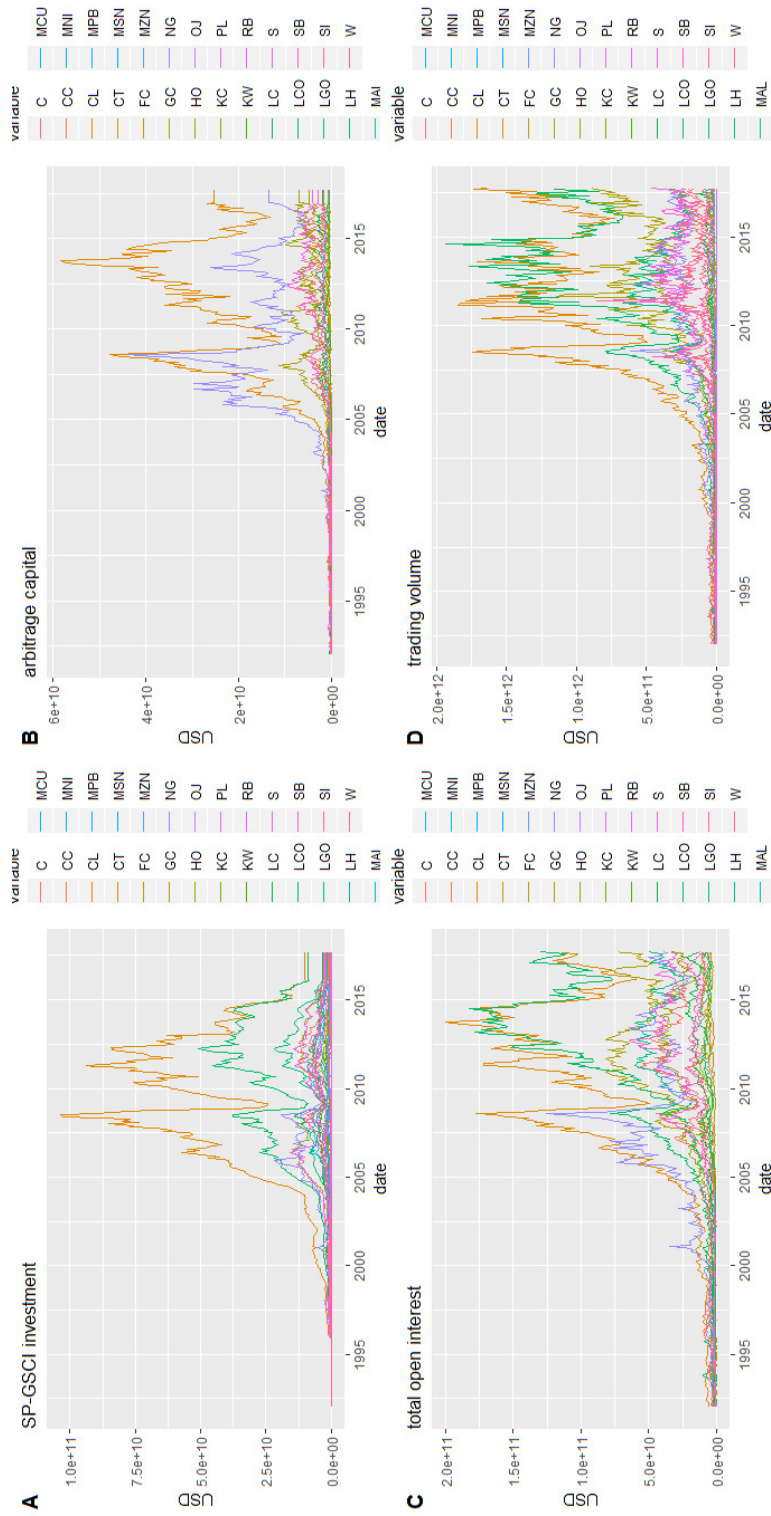 A
SP-GSCI investment
USD
1.0e+11
7.5e+10
5.0e+10
2.5e+10
0.0e+00
1995
2000
2005
2010
2015
date
variable
C
CC
CL
CT
FC
GC
HO
KC
KW
LC
LCO
LGO
LH
MAL
MCU
MNI
MPB
MSN
MZN
NG
OJ
PL
RB
S
SB
SI
W
B
arbitrage capital
USD
6e+10
4e+10
2e+10
0e+00
1995
2000
2005
2010
2015
date
variable
C
CC
CL
CT
FC
GC
HO
KC
KW
LC
LCO
LGO
LH
MAL
MCU
MNI
MPB
MSN
MZN
NG
OJ
PL
RB
S
SB
SI
W
C
total open interest
USD
2.0e+11
1.5e+11
1.0e+11
5.0e+10
0.0e+00
1995
2000
2005
2010
2015
date
variable
C
CC
CL
CT
FC
GC
HO
KC
KW
LC
LCO
LGO
LH
MAL
MCU
MNI
MPB
MSN
MZN
NG
OJ
PL
RB
S
SB
SI
W
D
trading volume
USD
2.0e+12
1.5e+12
1.0e+12
5.0e+11
0.0e+00
1995
2000
2005
2010
2015
date
variable
C
CC
CL
CT
FC
GC
HO
KC
KW
LC
LCO
LGO
LH
MAL
MCU
MNI
MPB
MSN
MZN
NG
OJ
PL
RB
S
SB
SI
W